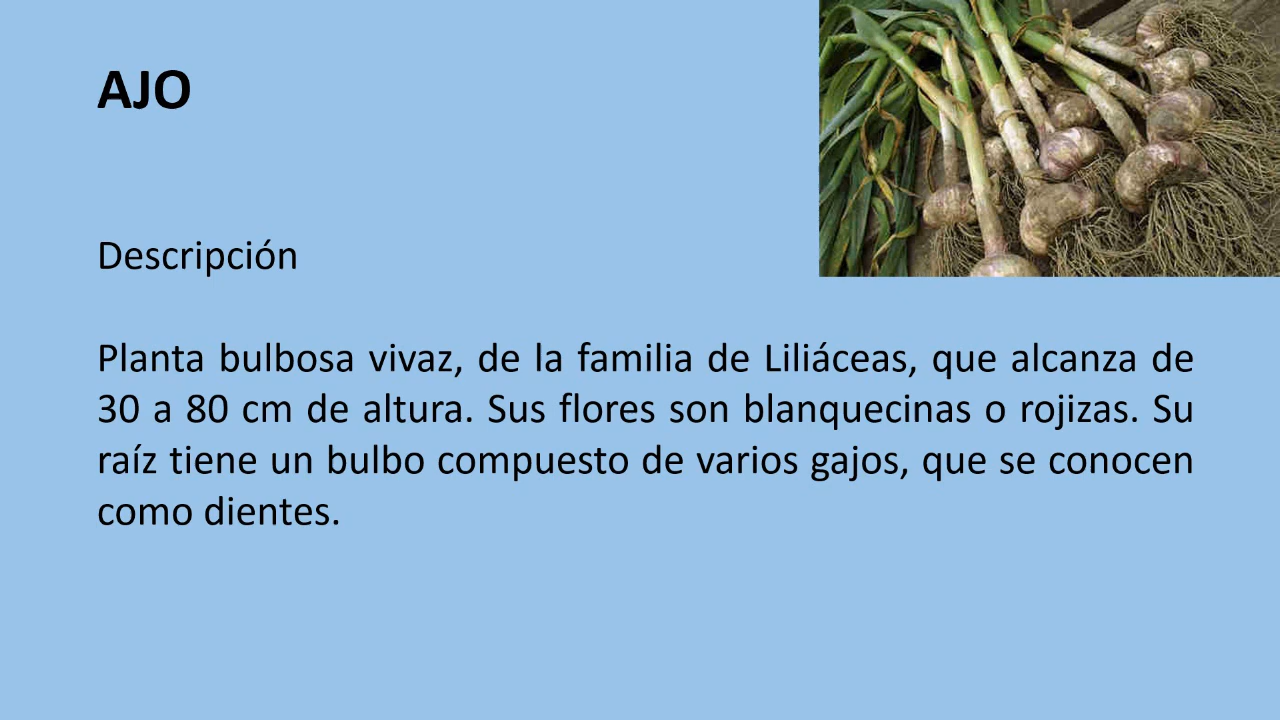 AJO
Descripción
Planta bulbosa vivaz, de la familia de Liliáceas, que alcanza de
30 a 80 cm de altura. Sus flores son blanquecinas o rojizas. Su
raíz tiene un bulbo compuesto de varios gajos, que se conocen
como dientes.